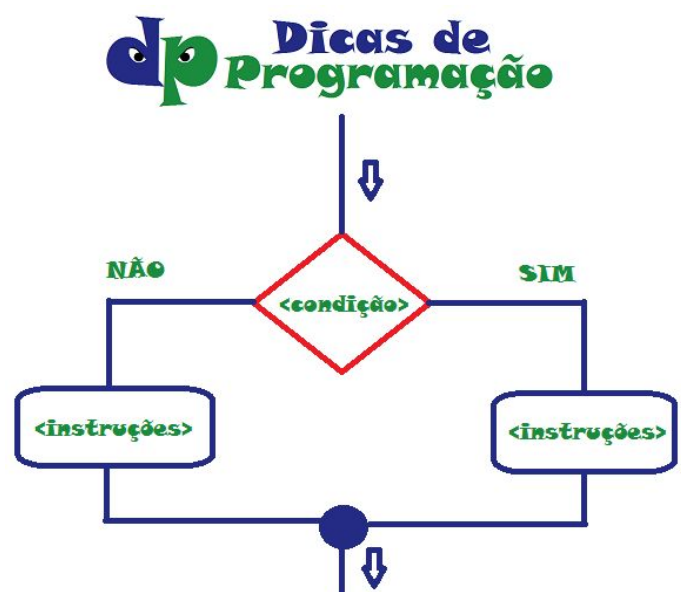 dp Dicas de
Programação
NÃO
SIM
<condição>
<instruções>
<instruções>